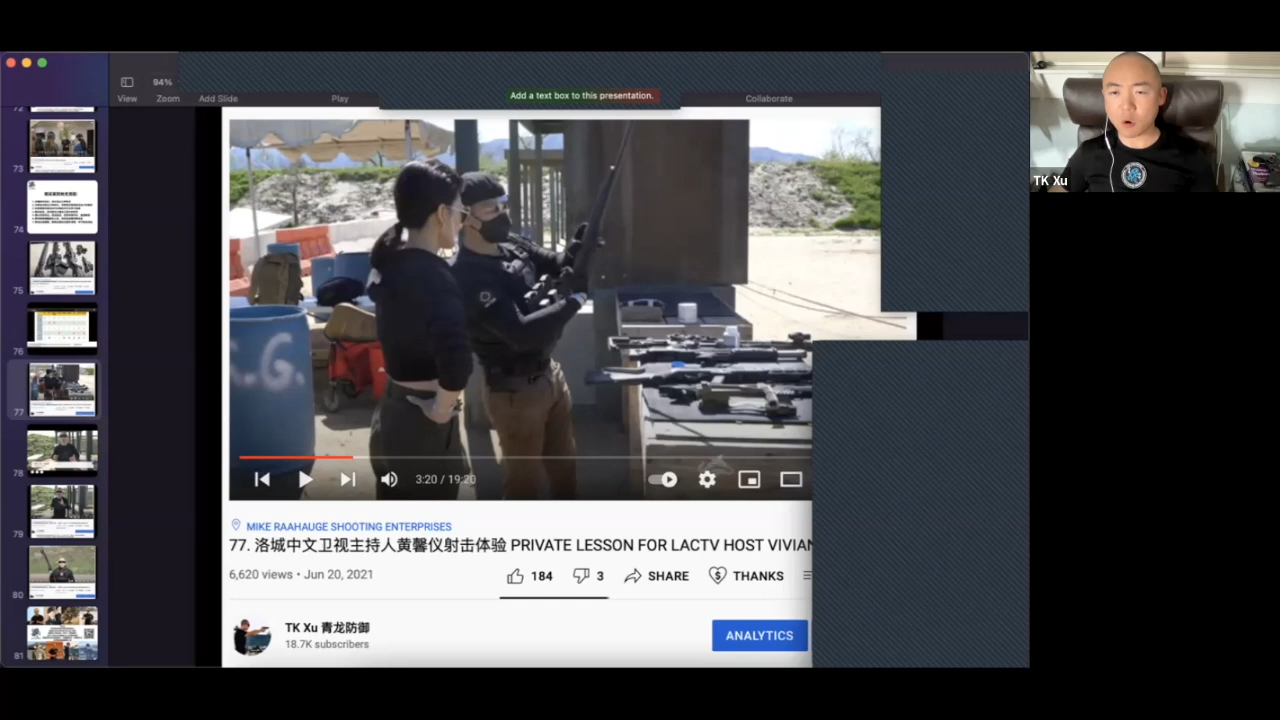 94%
View
Zoom
Add Slide
Play
Add a text box to this presentation.
Collaborate
TK Xu
72
73
74
75
76
77
78
79
80
81
C.G.
3:20 / 19:20
MIKE RAAHAUGE SHOOTING ENTERPRISES
77. 洛城中文卫视主持人黄馨仪射击体验 PRIVATE LESSON FOR LACTV HOST VIVIAN
6,620 views • Jun 20, 2021
184
3
SHARE
THANKS
TK Xu 青龙防御
18.7K subscribers
ANALYTICS